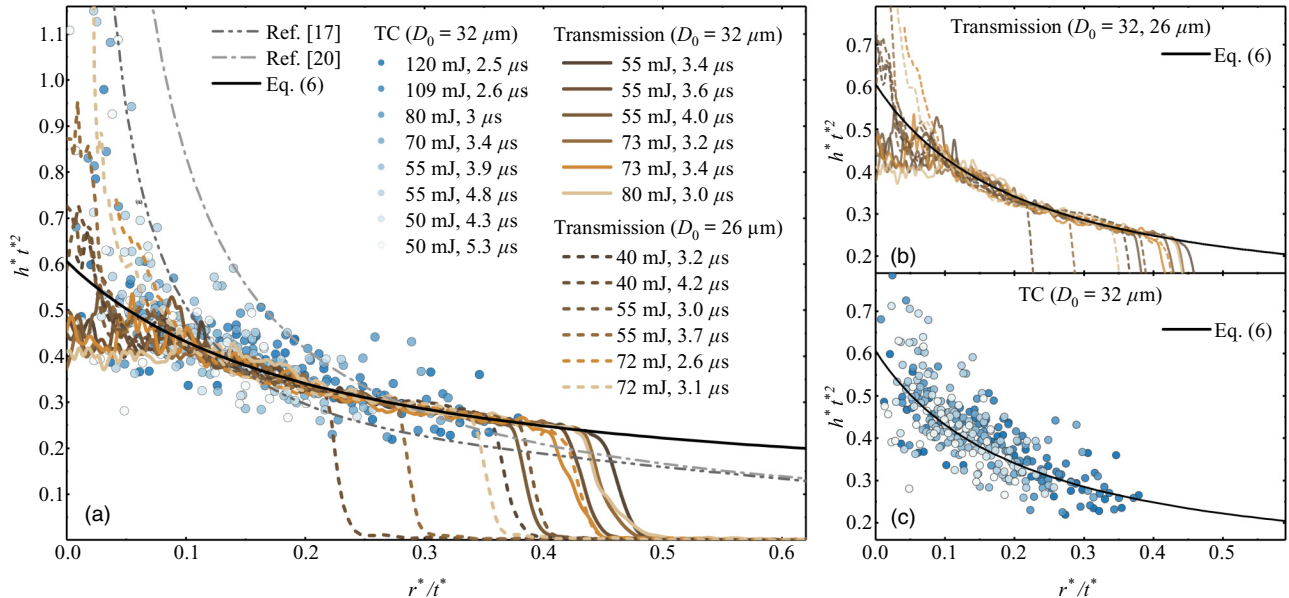 Ref. [17]
Ref. [20]
Eq. (6)
TC (D₀ = 32 μm)
120 mJ, 2.5 μs
109 mJ, 2.6 μs
80 mJ, 3 μs
70 mJ, 3.4 μs
55 mJ, 3.9 μs
55 mJ, 4.8 μs
50 mJ, 4.3 μs
50 mJ, 5.3 μs
Transmission (D₀ = 32 μm)
55 mJ, 3.4 μs
55 mJ, 3.6 μs
55 mJ, 4.0 μs
73 mJ, 3.2 μs
73 mJ, 3.4 μs
80 mJ, 3.0 μs
Transmission (D₀ = 26 μm)
40 mJ, 3.2 μs
40 mJ, 4.2 μs
55 mJ, 3.0 μs
55 mJ, 3.7 μs
72 mJ, 2.6 μs
72 mJ, 3.1 μs
1.1
1.0
0.9
0.8
0.7
0.6
0.5
0.4
0.3
0.2
0.1
h* t*²
(a)
0.0 0.1 0.2 0.3 0.4 0.5 0.6
r*/t*
Transmission (D₀ = 32, 26 μm)
Eq. (6)
0.7
0.6
0.5
0.4
0.3
0.2
h* t*²
(b)
TC (D₀ = 32 μm)
Eq. (6)
0.7
0.6
0.5
0.4
0.3
0.2
h* t*²
(c)
0.0 0.1 0.2 0.3 0.4 0.5
r*/t*